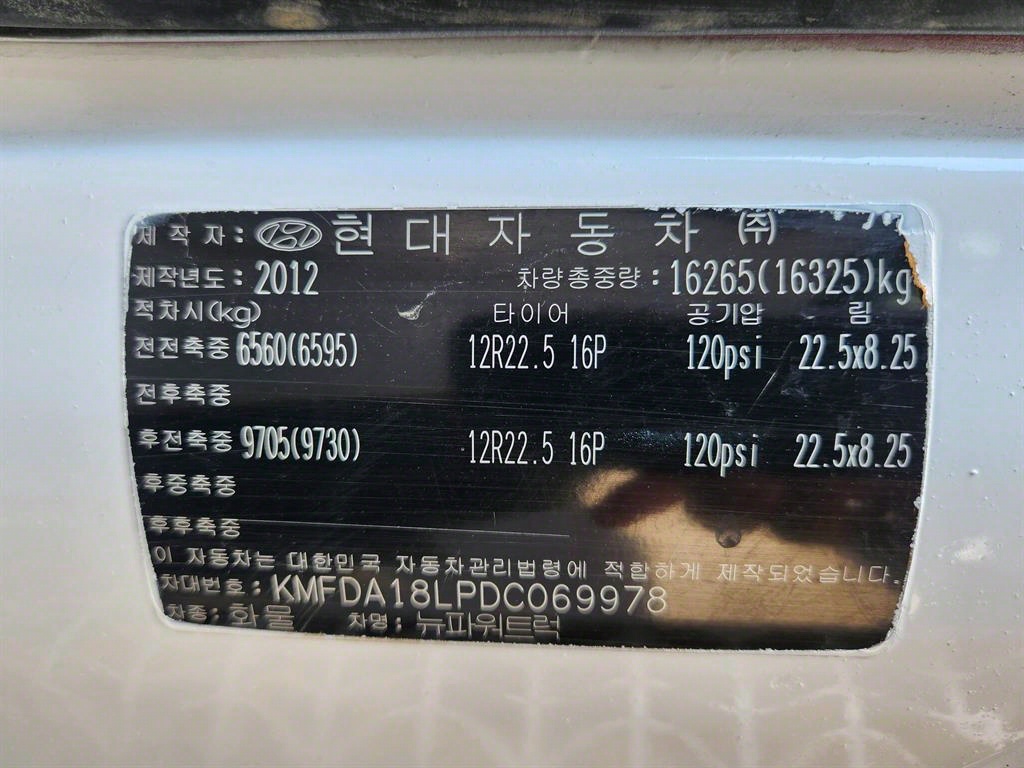 제 작 자 : 현 대 자 동 차 ㈜
제작년도 : 2012 차량총중량 : 16265(16325)kg
적차시(kg) 타이어 공기압 림
전전축중 6560(6595) 12R22.5 16P 120psi 22.5x8.25
전후축중
후전축중 9705(9730) 12R22.5 16P 120psi 22.5x8.25
후중축중
후후축중
이 자동차는 대한민국 자동차관리법령에 적합하게 제작되었습니다.
차대번호 : KMFDA18LPDC069978
차종: 화 물 차명 : 뉴파워트럭